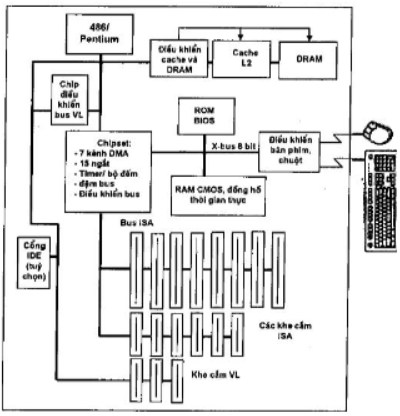 486/
Pentium
Điều khiển
cache và
DRAM
Cache
L2
DRAM
Chip
điều
khiển
bus VL
ROM
BIOS
Chipset:
- 7 kênh DMA
- 15 ngắt
- Timer/ bộ đếm
- đệm bus
- Điều khiển bus
X-bus 8 bit
Điều khiển
bàn phím,
chuột
RAM CMOS, đồng hồ
thời gian thực
Bus ISA
Cổng
IDE
(tuỳ
chọn)
Các khe cắm
ISA
Khe cắm VL